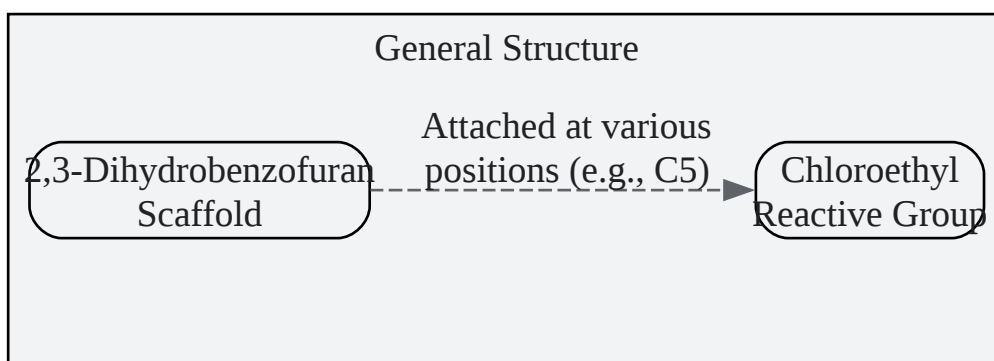 General Structure
Attached at various
positions (e.g., C5)
2,3-Dihydrobenzofuran
Scaffold
Chloroethyl
Reactive Group